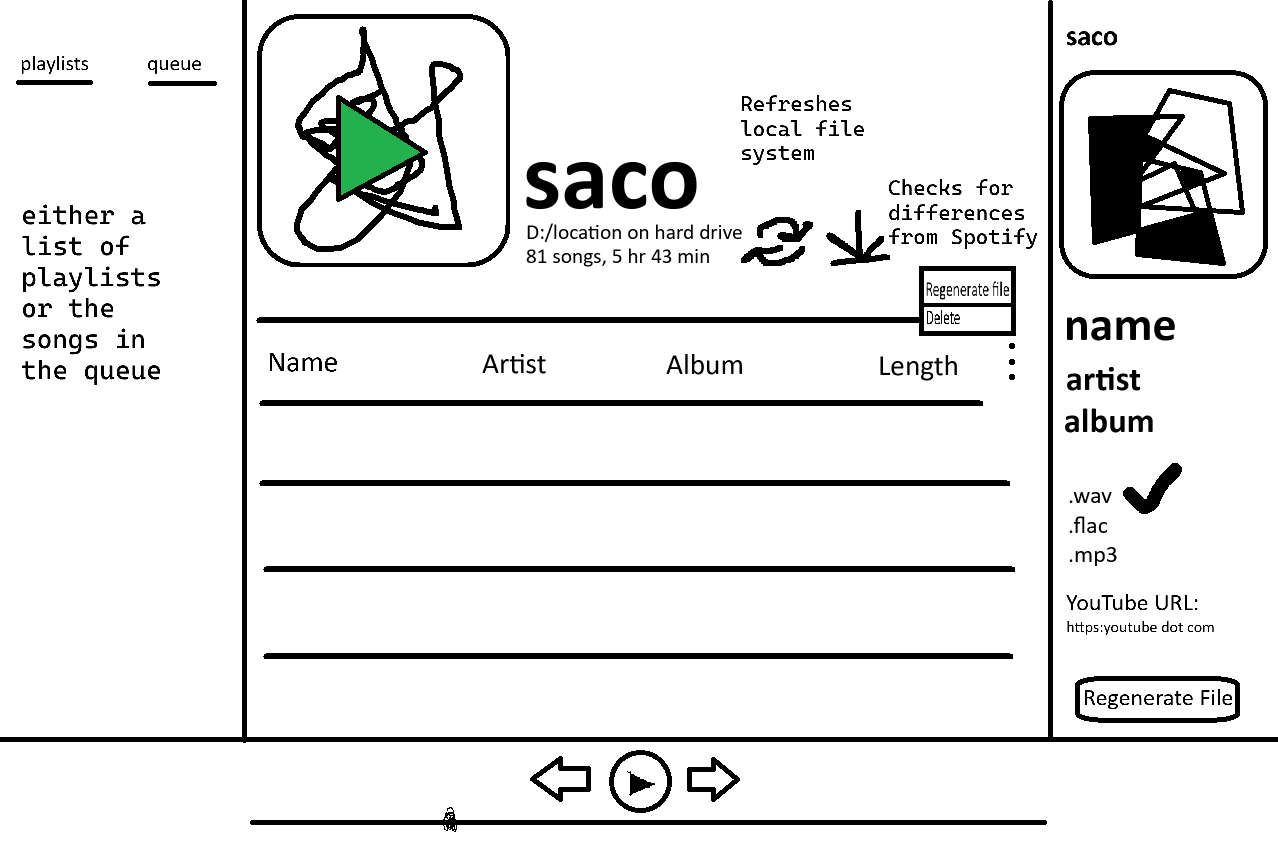 playlists
queue
either a
list of
playlists
or the
songs in
the queue
saco
D:/location on hard drive
81 songs, 5 hr 43 min
Refreshes
local file
system
Checks for
differences
from Spotify
Regenerate file
Delete
Name Artist Album Length
saco
name
artist
album
.wav
.flac
.mp3
YouTube URL:
https:youtube dot com
Regenerate File